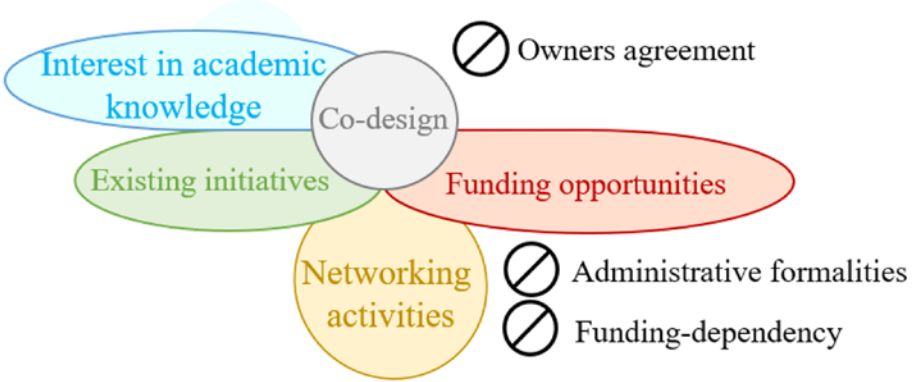 Owners agreement
Interest in academic
knowledge
Co-design
Existing initiatives
Funding opportunities
Networking
activities
Administrative formalities
Funding-dependency